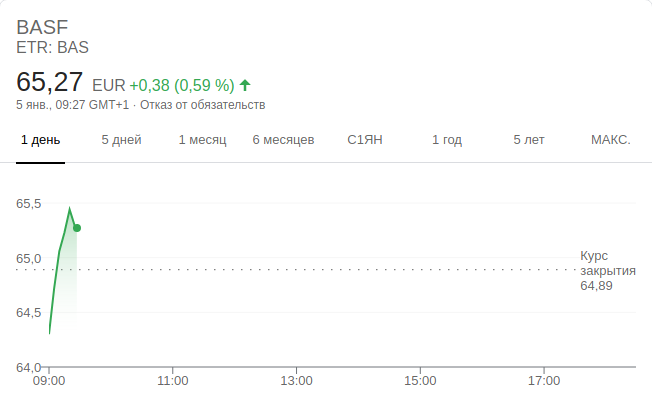 BASF
ETR: BAS
65,27 EUR +0,38 (0,59 %)
5 янв., 09:27 GMT+1 · Отказ от обязательств
1 день 5 дней 1 месяц 6 месяцев С1ЯН 1 год 5 лет МАКС.
65,5
65,0
64,5
64,0
Курс
закрытия
64,89
09:00 11:00 13:00 15:00 17:00